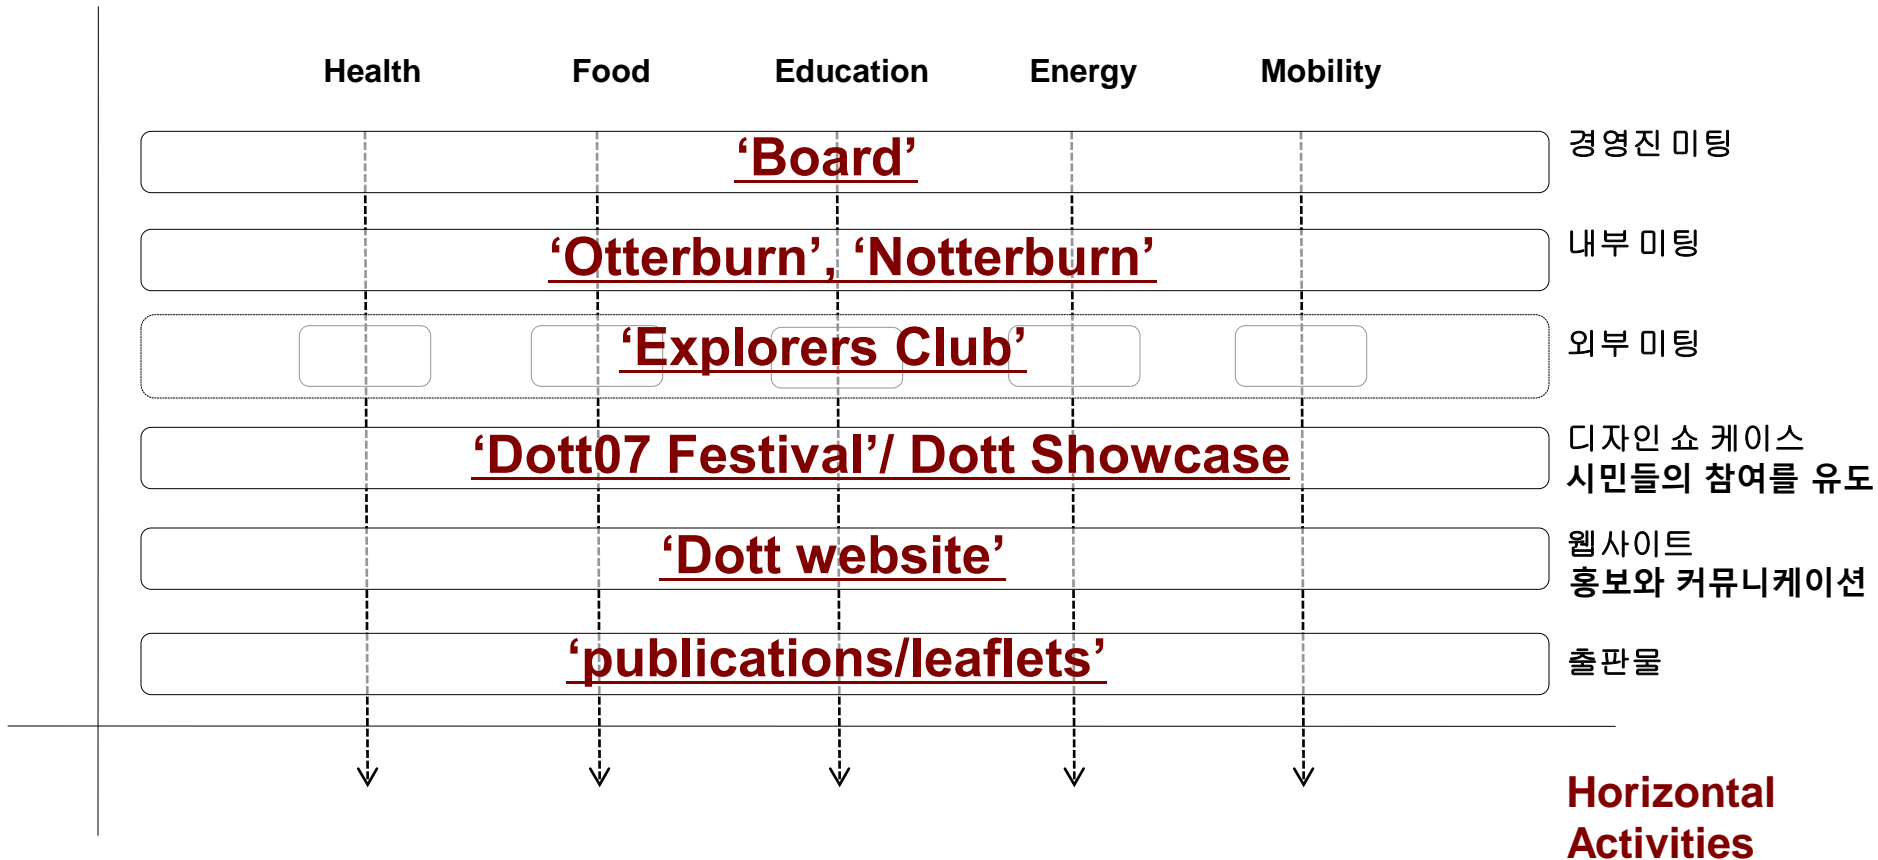 Health Food Education Energy Mobility
‘Board’ 경영진 미팅
‘Otterburn’, ‘Notterburn’ 내부 미팅
‘Explorers Club’ 외부 미팅
‘Dott07 Festival’/ Dott Showcase 디자인 쇼 케이스
시민들의 참여를 유도
‘Dott website’ 웹사이트
홍보와 커뮤니케이션
‘publications/leaflets’ 출판물
Horizontal
Activities